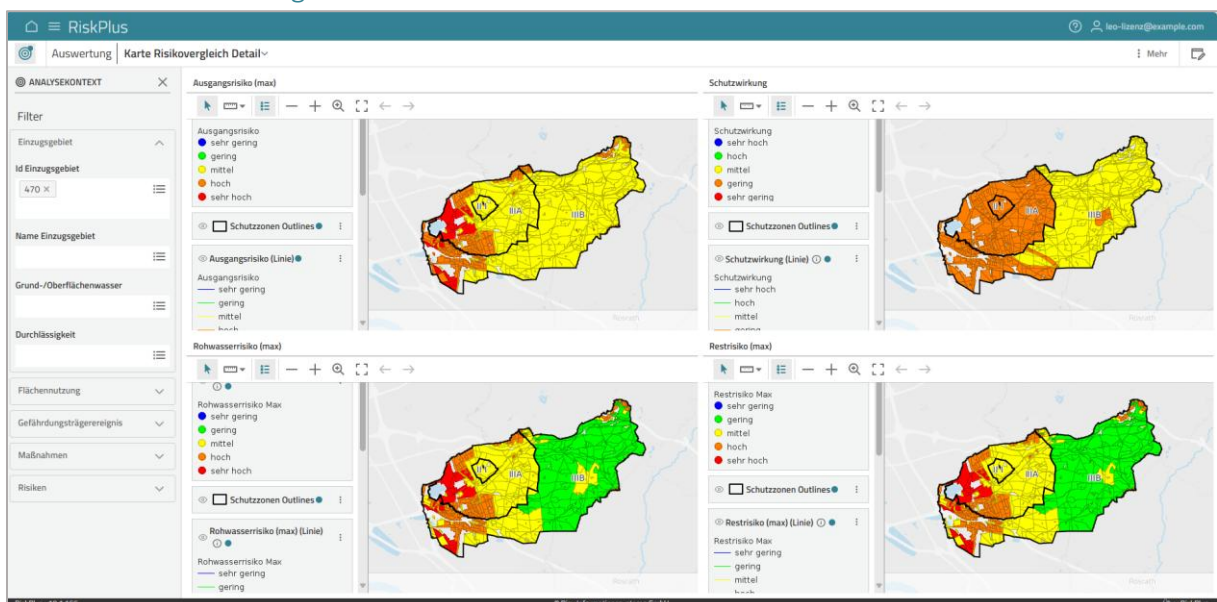 RiskPlus
leo-lizenz@example.com
Auswertung
Karte Risikovergleich Detail
Mehr
ANALYSEKONTEXT
Filter
Einzugsgebiet
Id Einzugsgebiet
470 ×
Name Einzugsgebiet
Grund-/Oberflächenwasser
Durchlässigkeit
Flächennutzung
Gefährdungsträgerereignis
Maßnahmen
Risiken
Ausgangsrisiko (max)
Ausgangsrisiko
sehr gering
gering
mittel
hoch
sehr hoch
Schutzzonen Outlines
Ausgangsrisiko (Linie)
Ausgangsrisiko
sehr gering
gering
mittel
hoch
IIIA
IIIB
Schutzwirkung
Schutzwirkung
sehr hoch
hoch
mittel
gering
sehr gering
Schutzzonen Outlines
Schutzwirkung (Linie)
Schutzwirkung
sehr hoch
hoch
mittel
gering
IIIA
IIIB
Rohwasserrisiko (max)
Rohwasserrisiko Max
sehr gering
gering
mittel
hoch
sehr hoch
Schutzzonen Outlines
Rohwasserrisiko (max) (Linie)
Rohwasserrisiko Max
sehr gering
gering
IIIA
IIIB
Restrisiko (max)
Restrisiko Max
sehr gering
gering
mittel
hoch
sehr hoch
Schutzzonen Outlines
Restrisiko (max) (Linie)
Restrisiko Max
sehr gering
gering
mittel
hoch
IIIA
IIIB